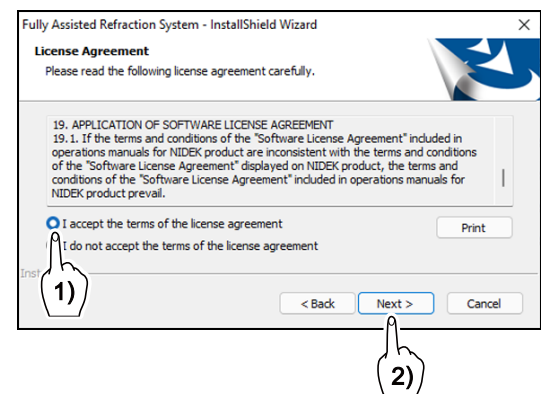 Fully Assisted Refraction System - InstallShield Wizard
License Agreement
Please read the following license agreement carefully.
19. APPLICATION OF SOFTWARE LICENSE AGREEMENT
19.1. If the terms and conditions of the "Software License Agreement" included in
operations manuals for NIDEK product are inconsistent with the terms and conditions
of the "Software License Agreement" displayed on NIDEK product, the terms and
conditions of the "Software License Agreement" included in operations manuals for
NIDEK product prevail.
I accept the terms of the license agreement
Print
I do not accept the terms of the license agreement
1)
< Back
Next >
Cancel
2)